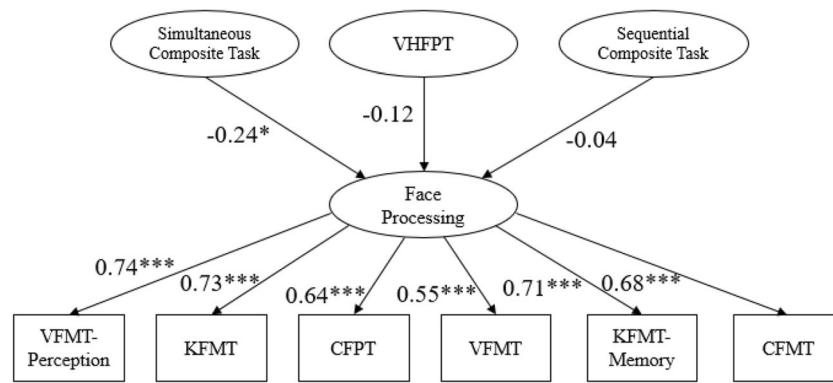 Simultaneous
Composite Task
VHFPT
Sequential
Composite Task
-0.24*
-0.12
-0.04
Face
Processing
0.74***
0.73***
0.64***
0.55***
0.71***
0.68***
VFMT-
Perception
KFMT
CFPT
VFMT
KFMT-
Memory
CFMT